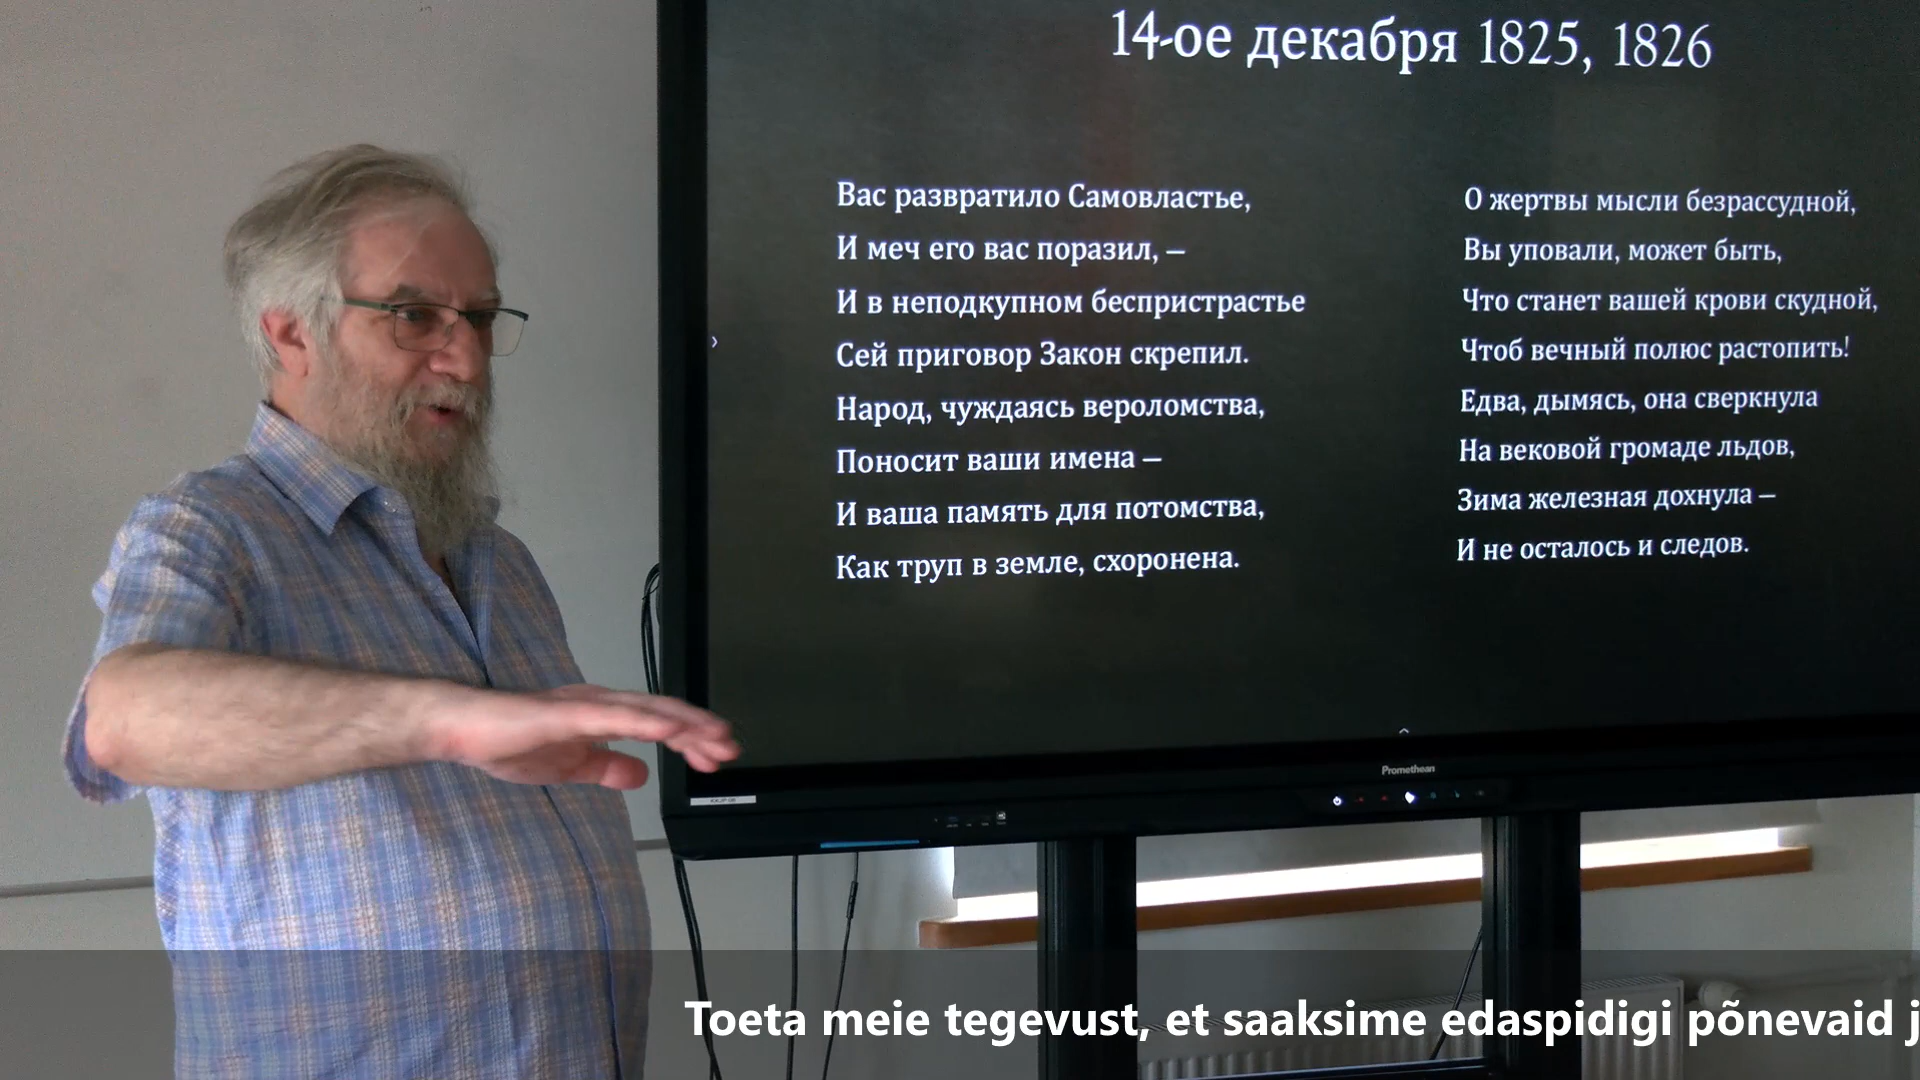 14-ое декабря 1825, 1826
Вас развратило Самовластье,
И меч его вас поразил, –
И в неподкупном беспристрастье
Сей приговор Закон скрепил.
Народ, чуждаясь вероломства,
Поносит ваши имена –
И ваша память для потомства,
Как труп в земле, схоронена.
О жертвы мысли безрассудной,
Вы уповали, может быть,
Что станет вашей крови скудной,
Чтоб вечный полюс растопить!
Едва, дымясь, она сверкнула
На вековой громаде льдов,
Зима железная дохнула –
И не осталось и следов.
Promethean
Toeta meie tegevust, et saaksime edaspidigi põnevaid j